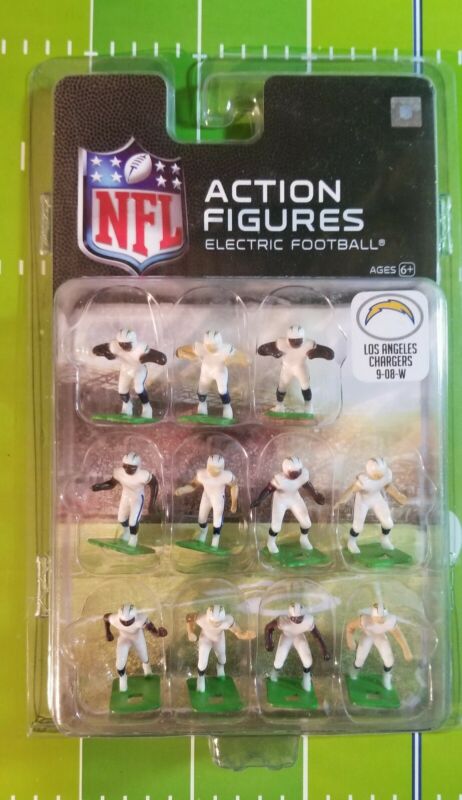 NFL
ACTION
FIGURES
ELECTRIC FOOTBALL®
AGES 6+
LOS ANGELES
CHARGERS
9-08-W